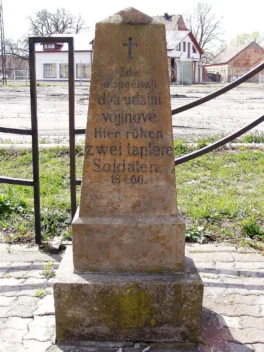 Zde
odpočívají
dva udatní
vojínové.
Hier ruhen
zwei tapfere
Soldaten.
1866.